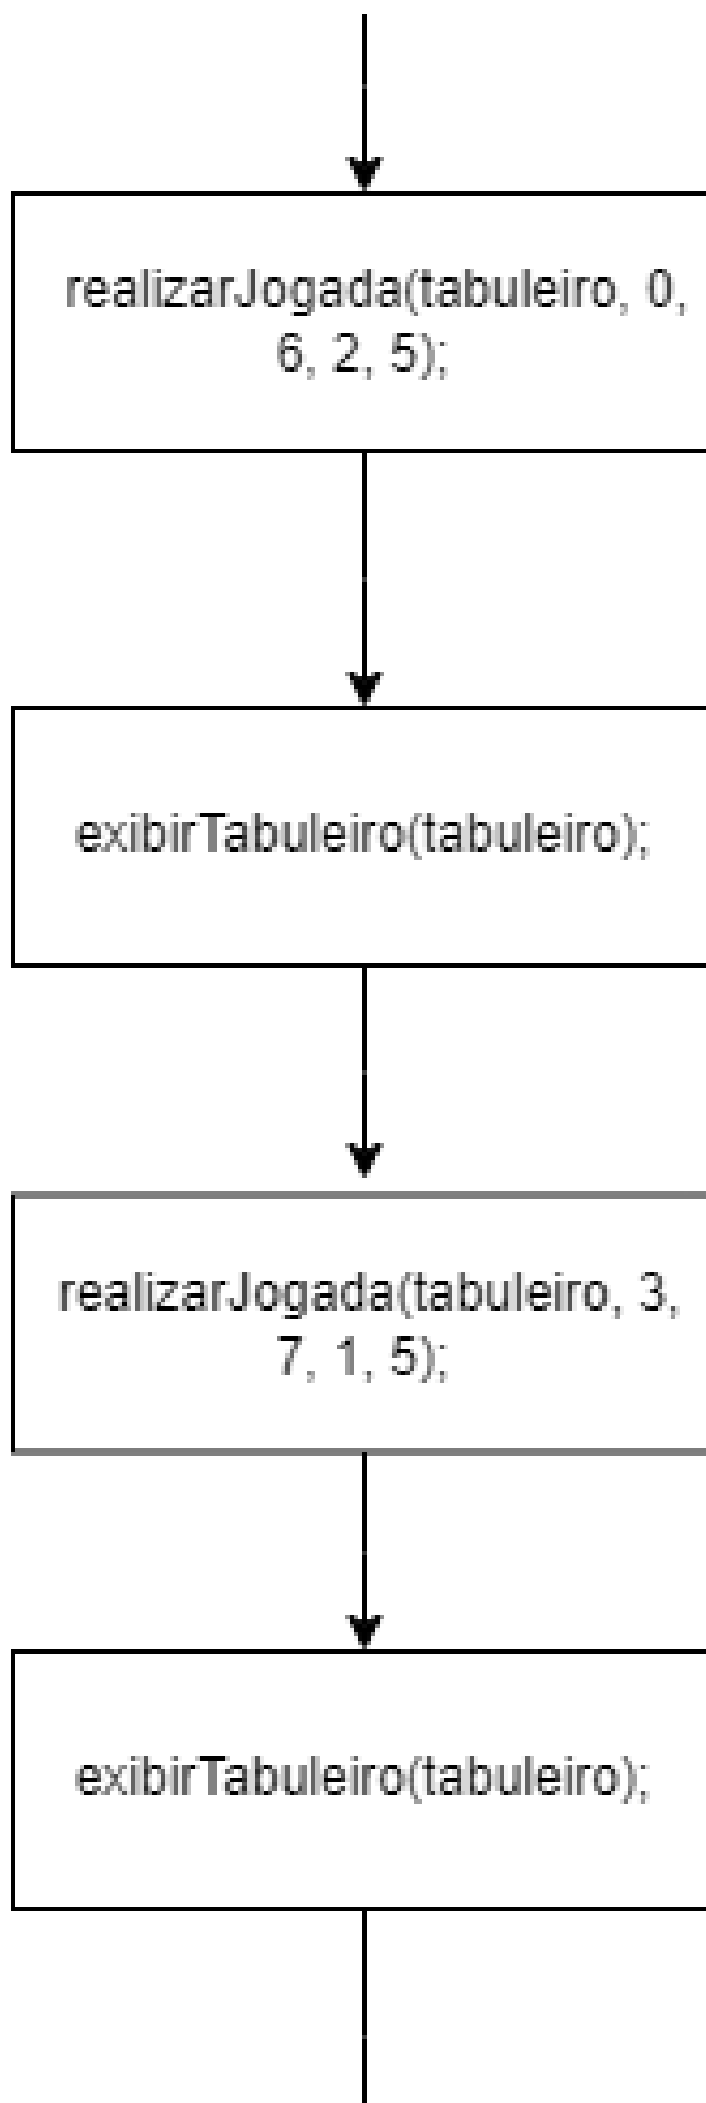 realizarJogada(tabuleiro, 0,
6, 2, 5);
exibirTabuleiro(tabuleiro);
realizarJogada(tabuleiro, 3,
7, 1, 5);
exibirTabuleiro(tabuleiro);